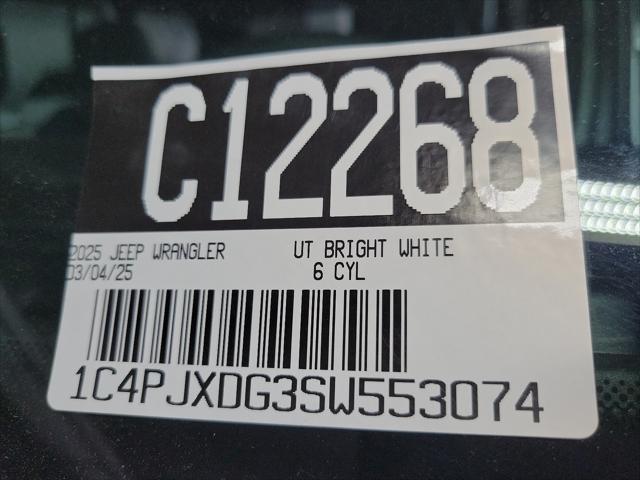 C12268
2025 JEEP WRANGLER UT BRIGHT WHITE
03/04/25 6 CYL
1C4PJXDG3SW553074